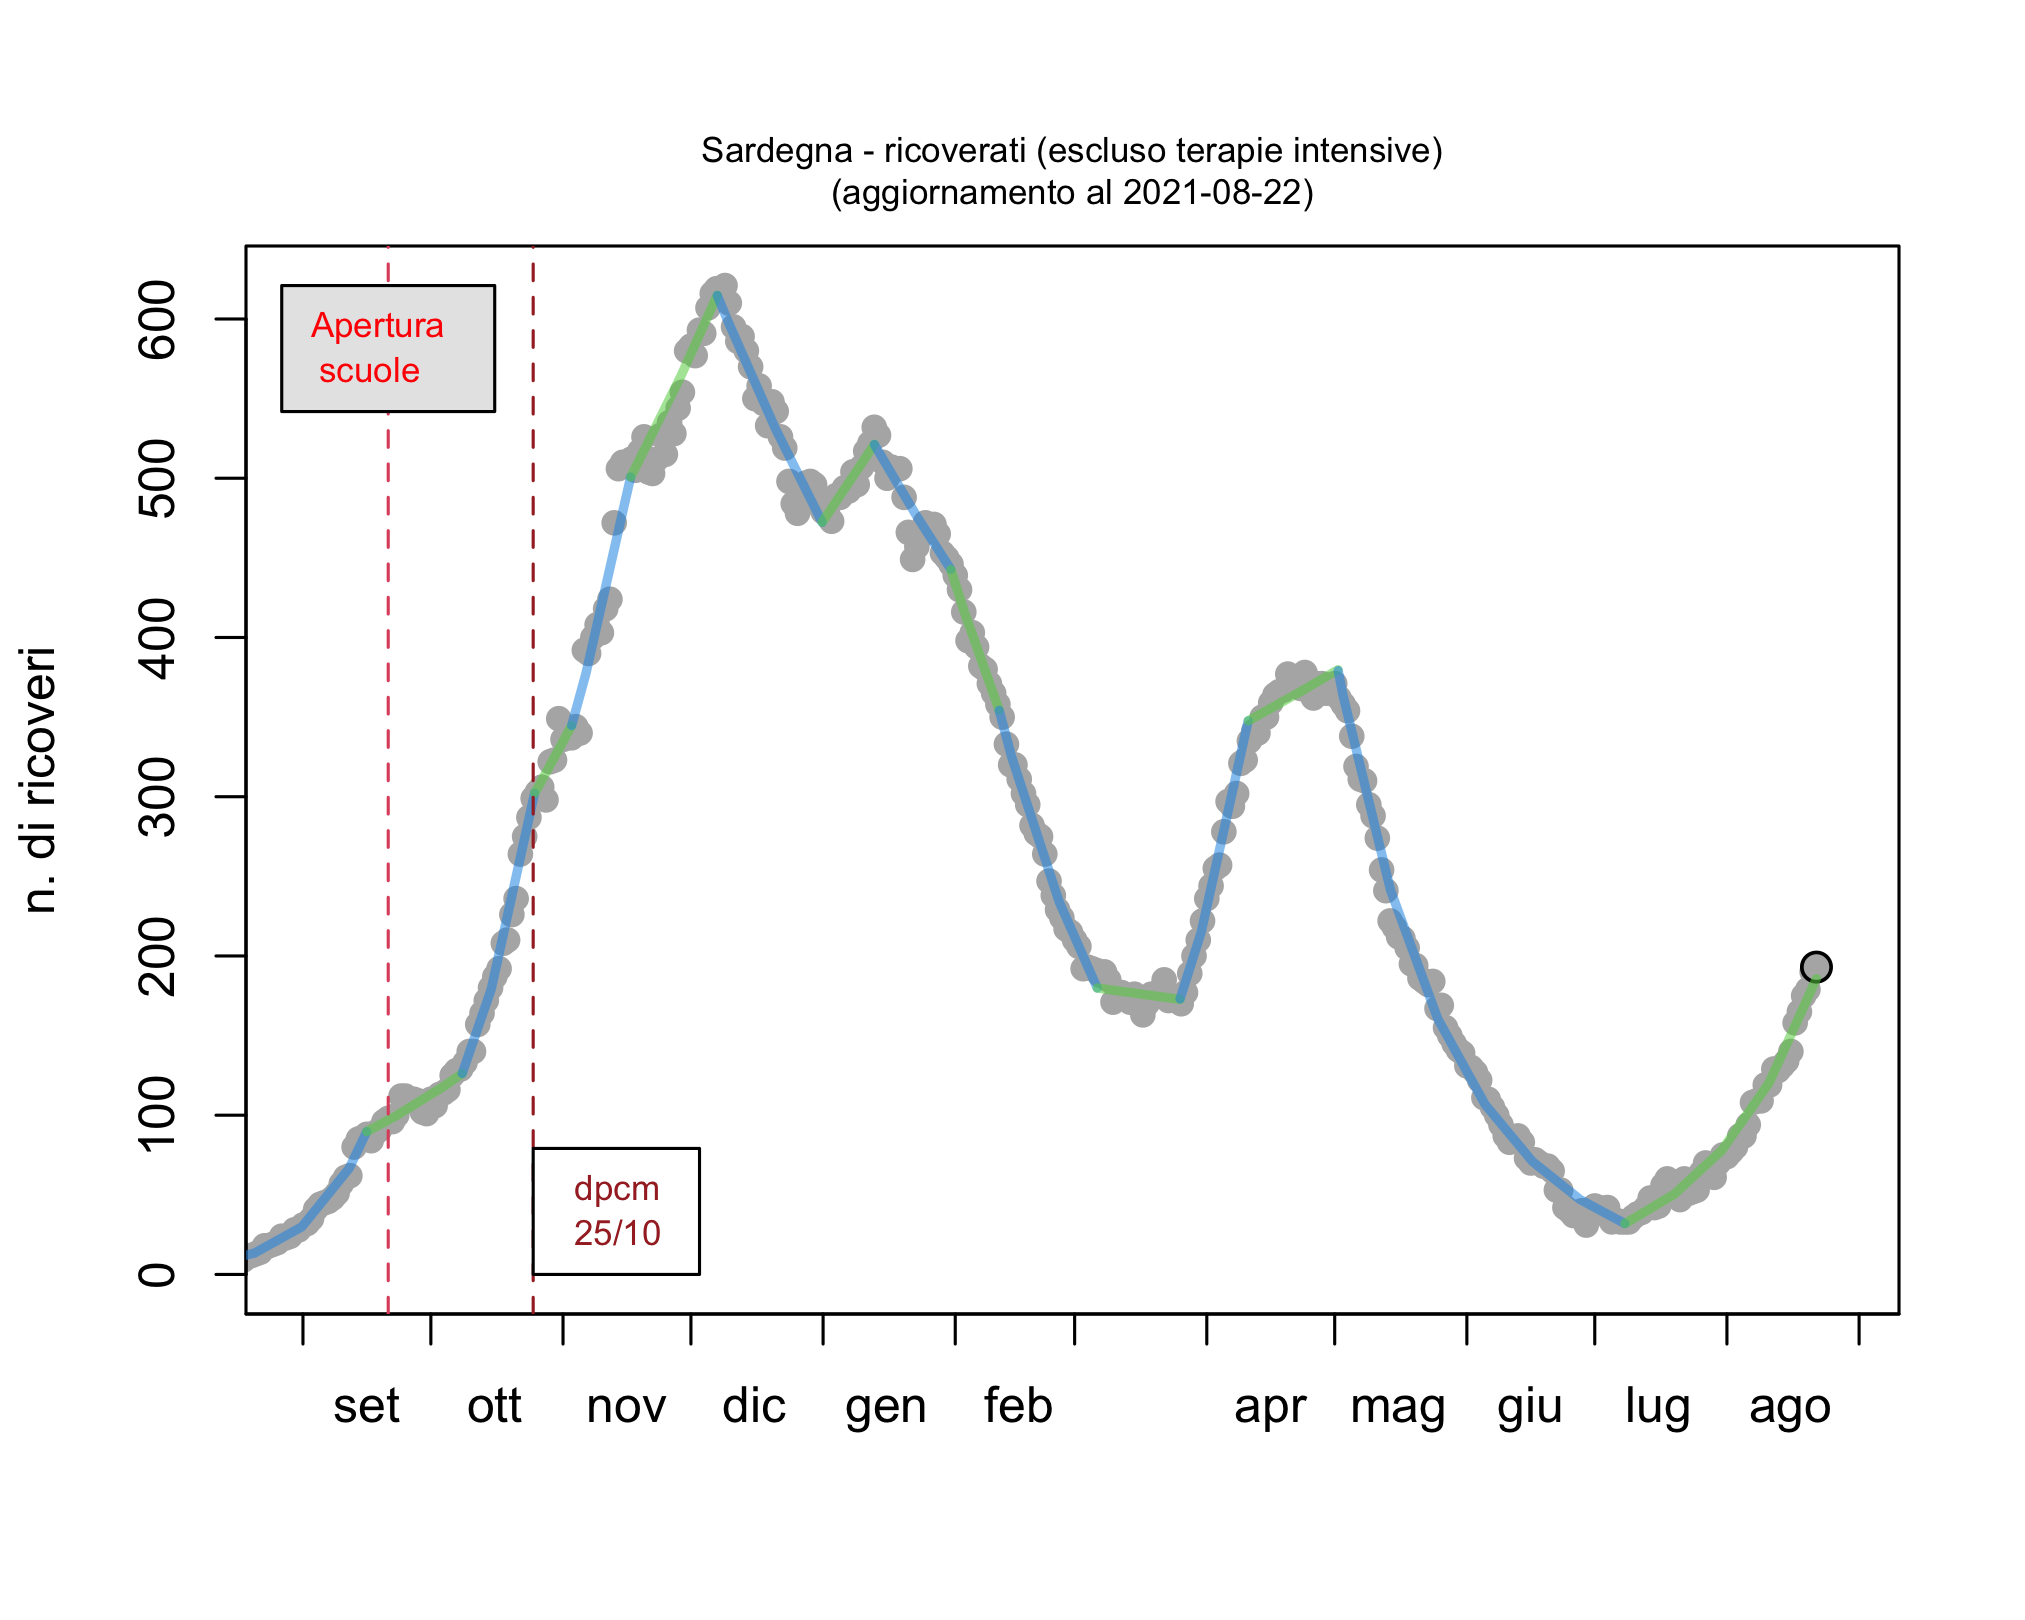 Sardegna - ricoverati (escluso terapie intensive)
(aggiornamento al 2021-08-22)
n. di ricoveri
600
500
400
300
200
100
0
Apertura
scuole
dpcm
25/10
set ott nov dic gen feb apr mag giu lug ago